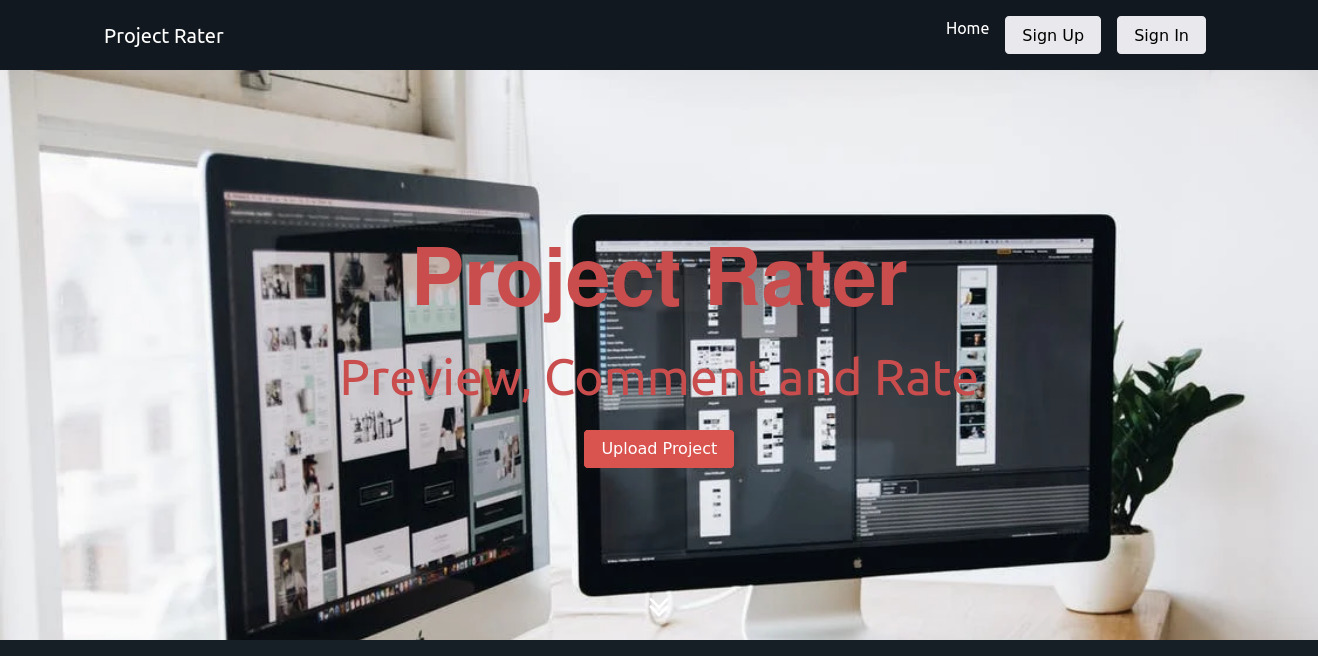 Project Rater
Home
Sign Up
Sign In
Project Rater
Preview, Comment and Rate
Upload Project